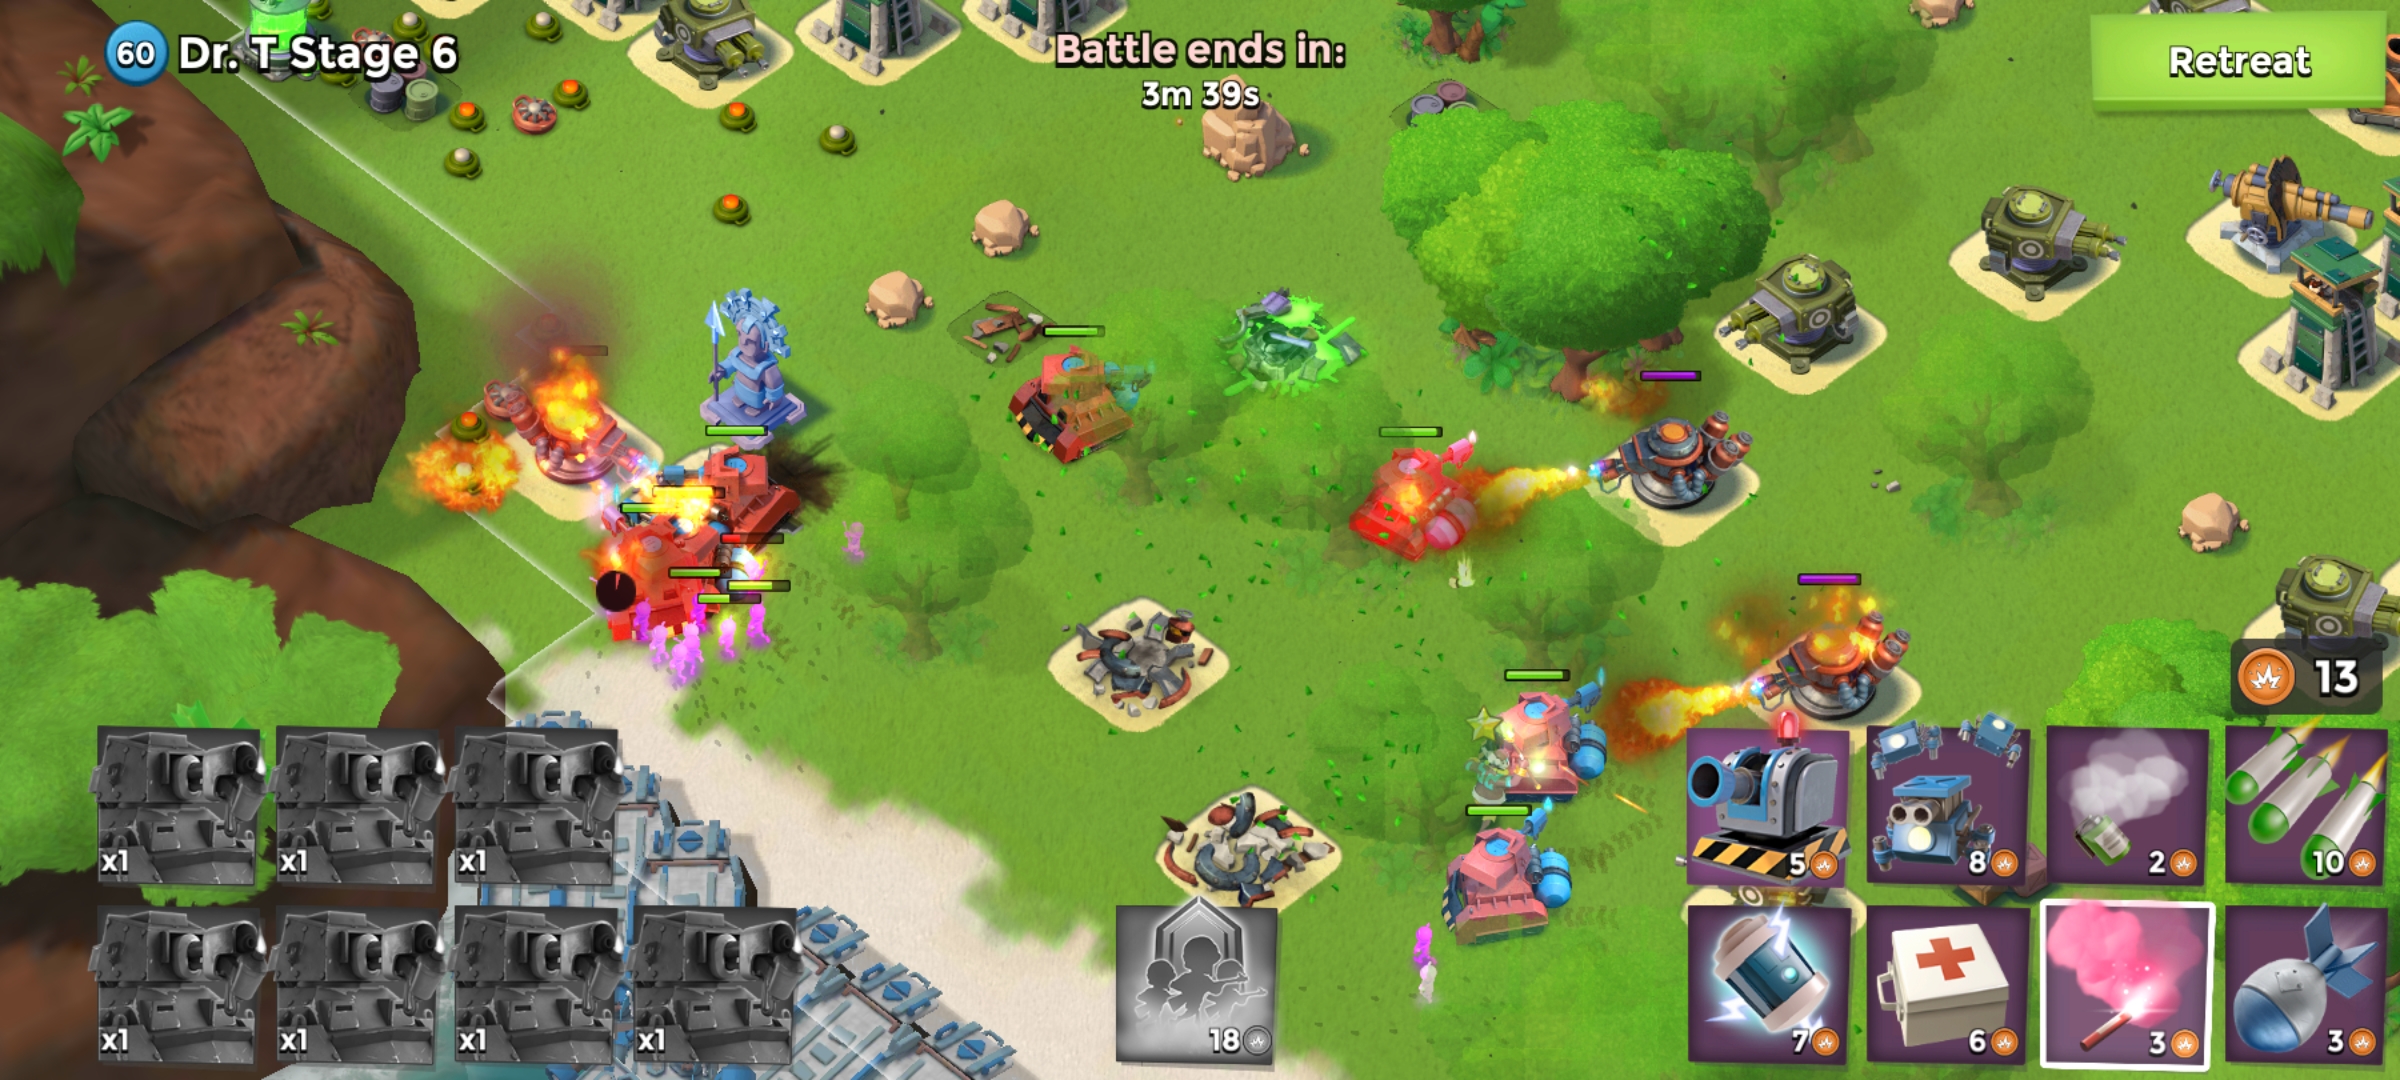 60 Dr. T Stage 6
Battle ends in:
3m 39s
Retreat
13
x1 x1 x1
5 8 2 10
x1 x1 x1 x1
18
7 6 3 3